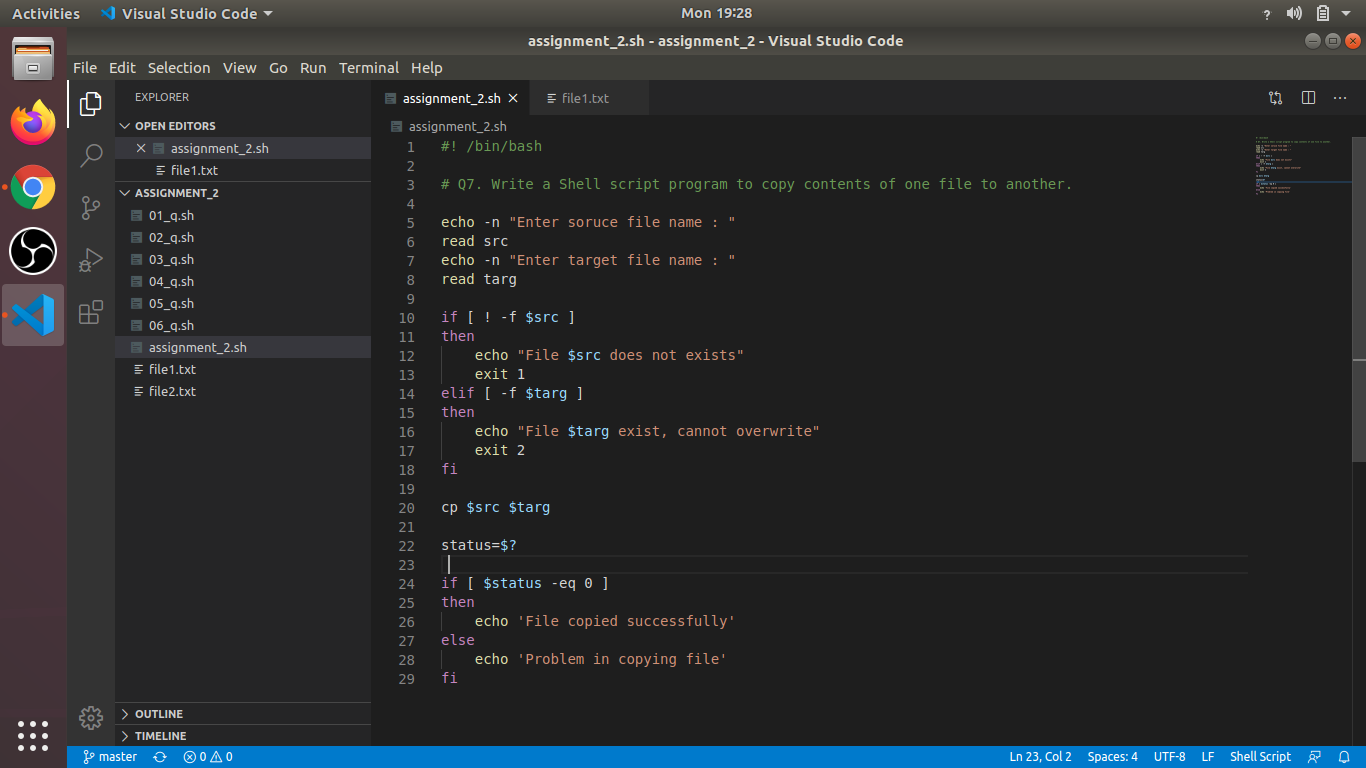 Activities Visual Studio Code Mon 19:28 ?
assignment_2.sh - assignment_2 - Visual Studio Code
File Edit Selection View Go Run Terminal Help
EXPLORER
OPEN EDITORS
assignment_2.sh
file1.txt
ASSIGNMENT_2
01_q.sh
02_q.sh
03_q.sh
04_q.sh
05_q.sh
06_q.sh
assignment_2.sh
file1.txt
file2.txt
OUTLINE
TIMELINE
assignment_2.sh file1.txt
assignment_2.sh
1 #! /bin/bash
2
3 # Q7. Write a Shell script program to copy contents of one file to another.
4
5 echo -n "Enter soruce file name : "
6 read src
7 echo -n "Enter target file name : "
8 read targ
9
10 if [ ! -f $src ]
11 then
12 echo "File $src does not exists"
13 exit 1
14 elif [ -f $targ ]
15 then
16 echo "File $targ exist, cannot overwrite"
17 exit 2
18 fi
19
20 cp $src $targ
21
22 status=$?
23
24 if [ $status -eq 0 ]
25 then
26 echo 'File copied successfully'
27 else
28 echo 'Problem in copying file'
29 fi
master 0 0 Ln 23, Col 2 Spaces: 4 UTF-8 LF Shell Script